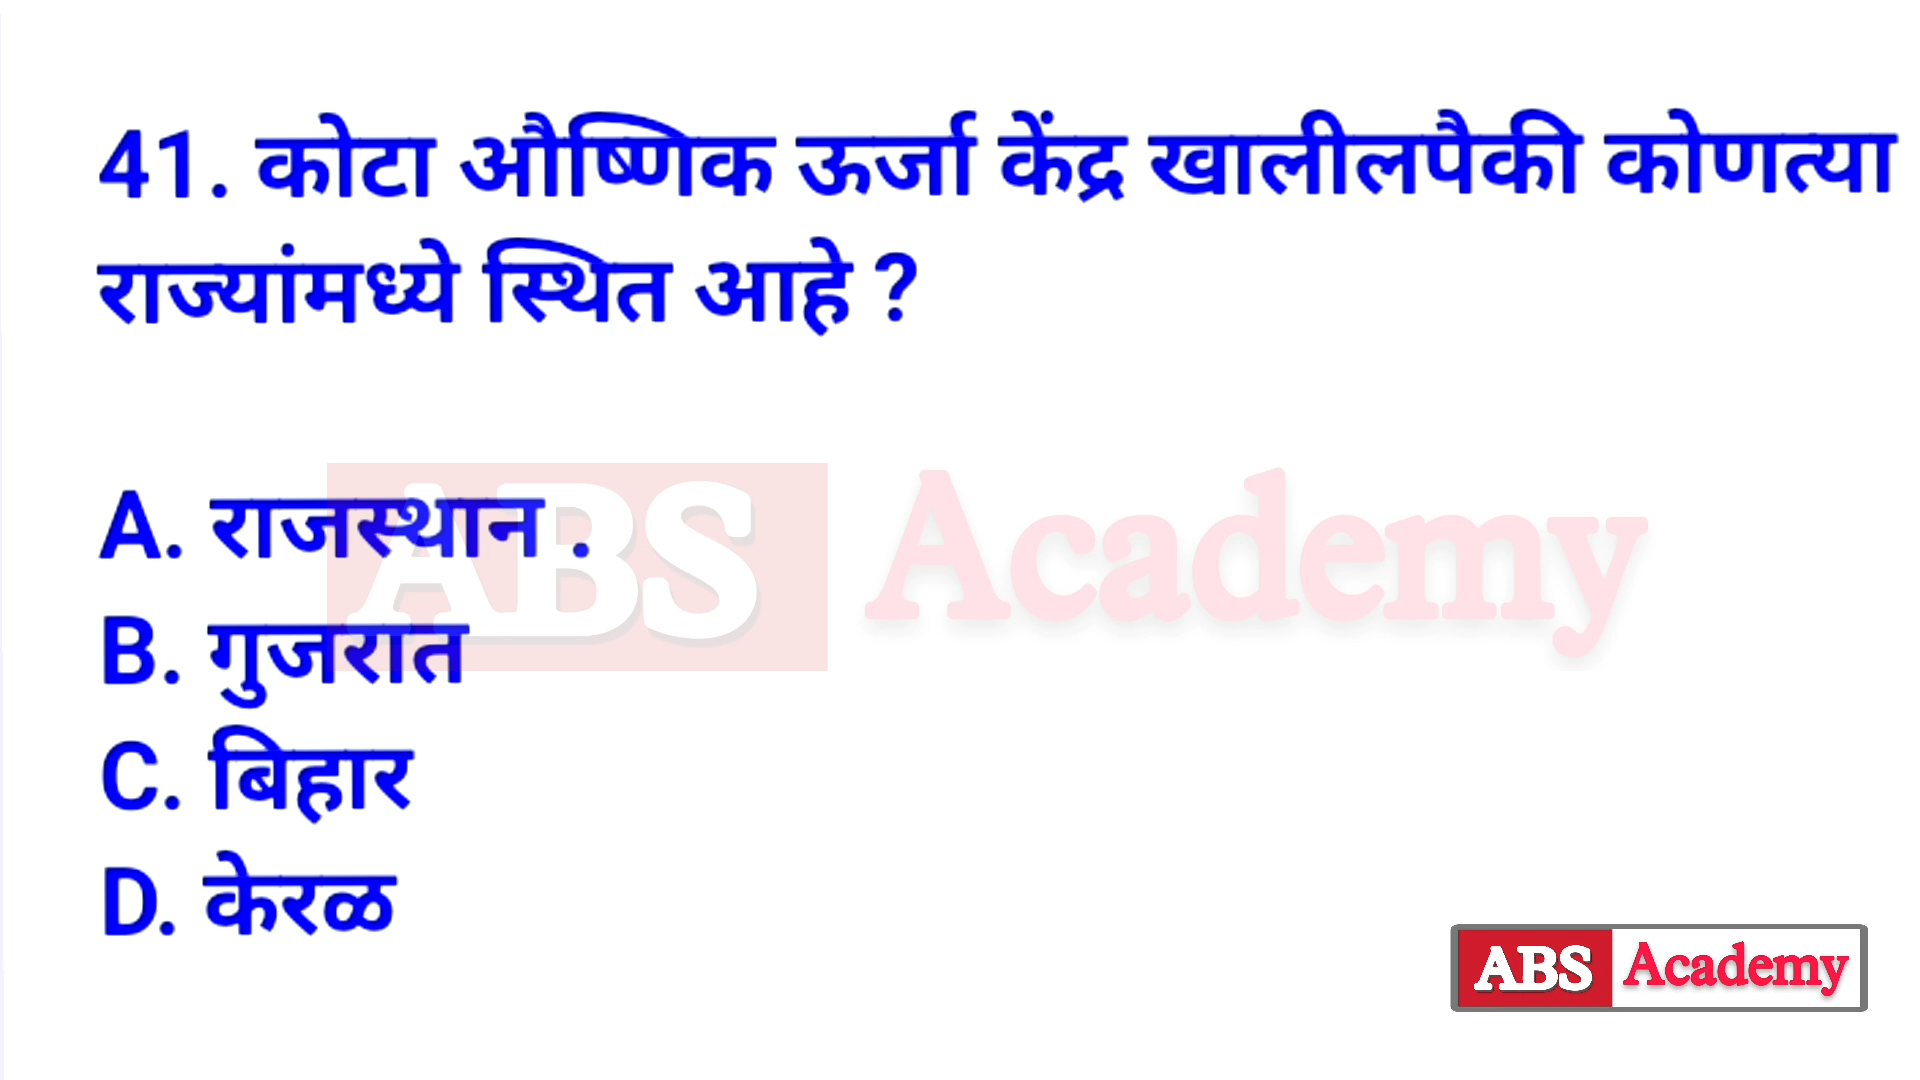 41. कोटा औष्णिक ऊर्जा केंद्र खालीलपैकी कोणत्या
राज्यांमध्ये स्थित आहे ?
A. राजस्थान .
ABS Academy
B. गुजरात
C. बिहार
D. केरळ
ABS Academy